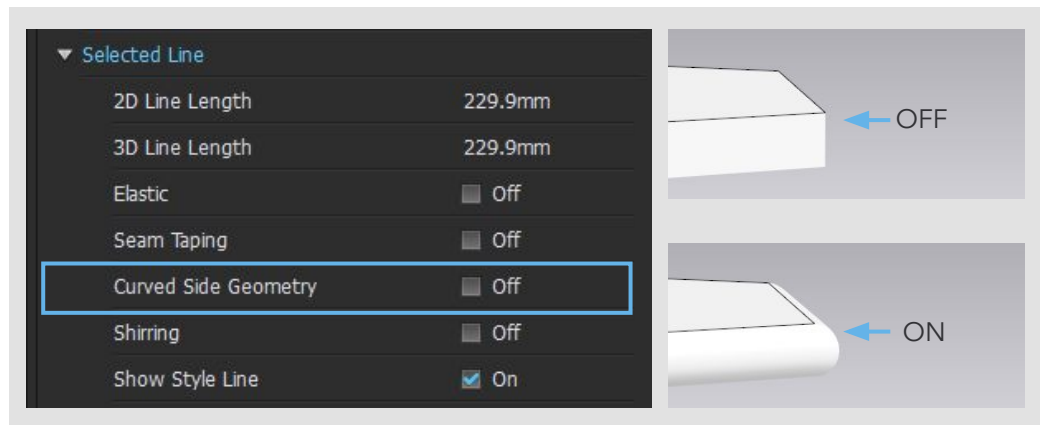 Selected Line
2D Line Length 229.9mm
3D Line Length 229.9mm
Elastic Off
Seam Taping Off
Curved Side Geometry Off
Shirring Off
Show Style Line On
OFF
ON